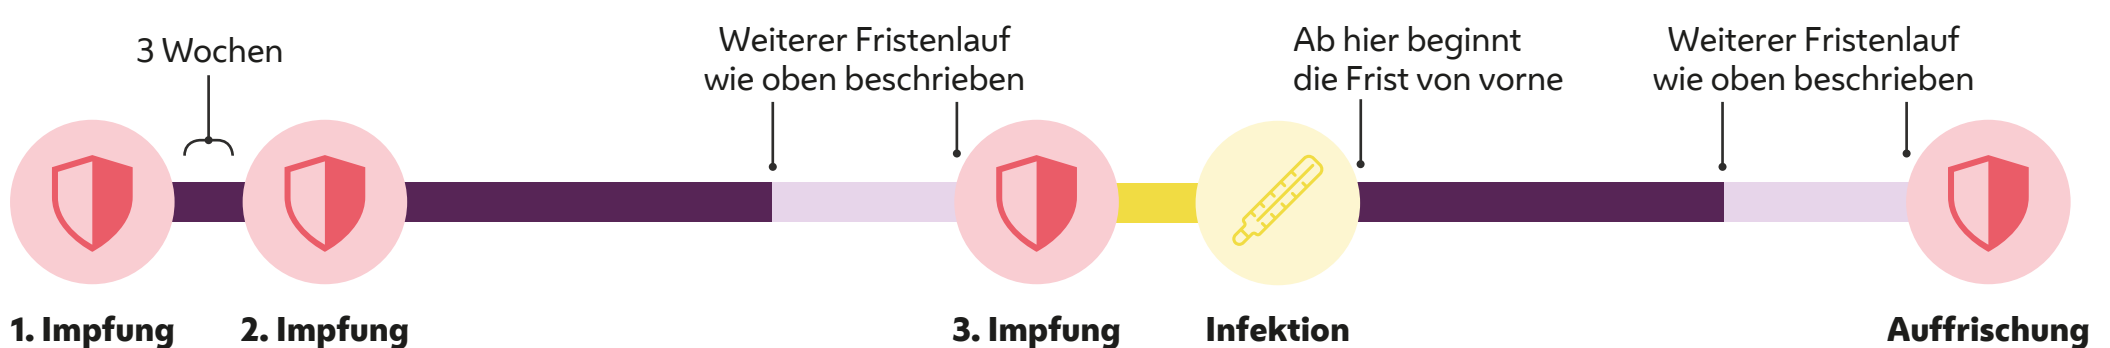 3 Wochen
Weiterer Fristenlauf
wie oben beschrieben
Ab hier beginnt
die Frist von vorne
Weiterer Fristenlauf
wie oben beschrieben
1. Impfung
2. Impfung
3. Impfung
Infektion
Auffrischung